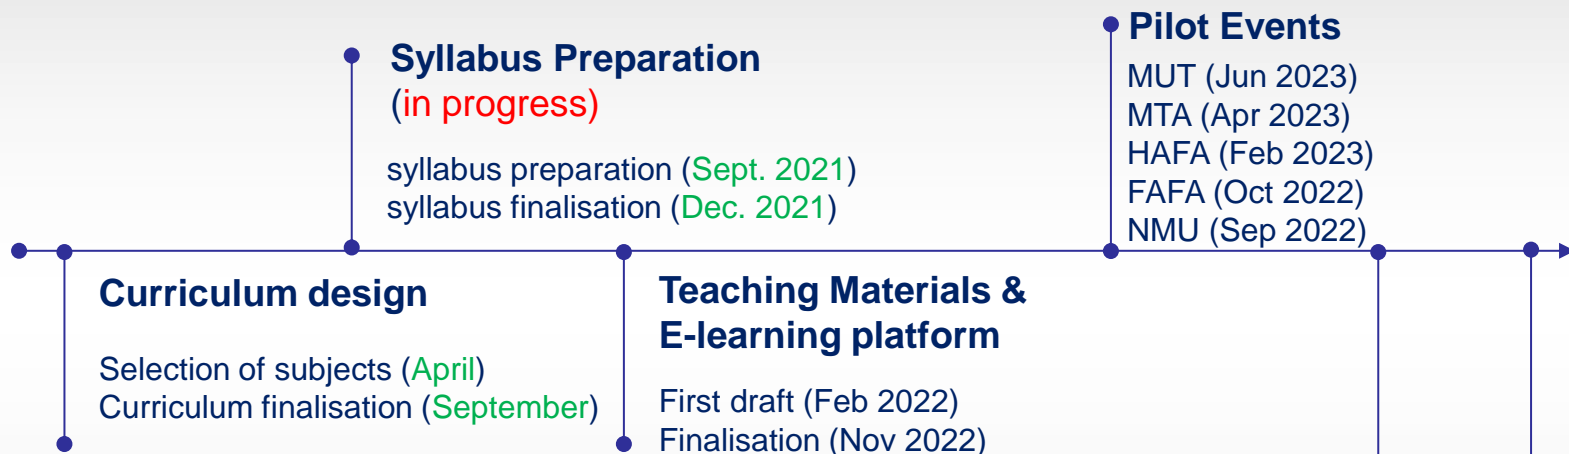 Pilot Events
MUT (Jun 2023)
MTA (Apr 2023)
HAFA (Feb 2023)
FAFA (Oct 2022)
NMU (Sep 2022)
Syllabus Preparation
(in progress)
syllabus preparation (Sept. 2021)
syllabus finalisation (Dec. 2021)
Curriculum design
Selection of subjects (April)
Curriculum finalisation (September)
Teaching Materials &
E-learning platform
First draft (Feb 2022)
Finalisation (Nov 2022)